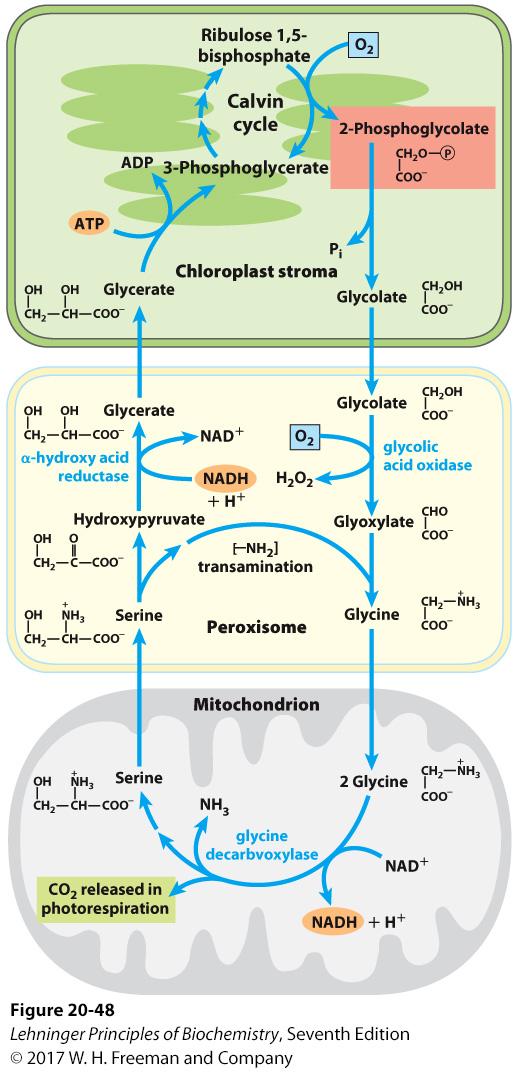 Ribulose 1,5-
bisphosphate
O2
Calvin
cycle
2-Phosphoglycolate
CH2O—P
COO−
ADP
3-Phosphoglycerate
ATP
Pi
Chloroplast stroma
OH OH
CH2—CH—COO−
Glycerate
Glycolate
CH2OH
COO−
OH OH
CH2—CH—COO−
Glycerate
Glycolate
CH2OH
COO−
NAD+
O2
α-hydroxy acid
reductase
glycolic
acid oxidase
NADH
+ H+
H2O2
Hydroxypyruvate
Glyoxylate
CHO
COO−
OH O
CH2—C—COO−
[—NH2]
transamination
OH +NH3
CH2—CH—COO−
Serine
Peroxisome
Glycine
CH2—+NH3
COO−
Mitochondrion
OH +NH3
CH2—CH—COO−
Serine
2 Glycine
CH2—+NH3
COO−
NH3
glycine
decarbvoxylase
NAD+
CO2 released in
photorespiration
NADH + H+
Figure 20-48
Lehninger Principles of Biochemistry, Seventh Edition
© 2017 W. H. Freeman and Company